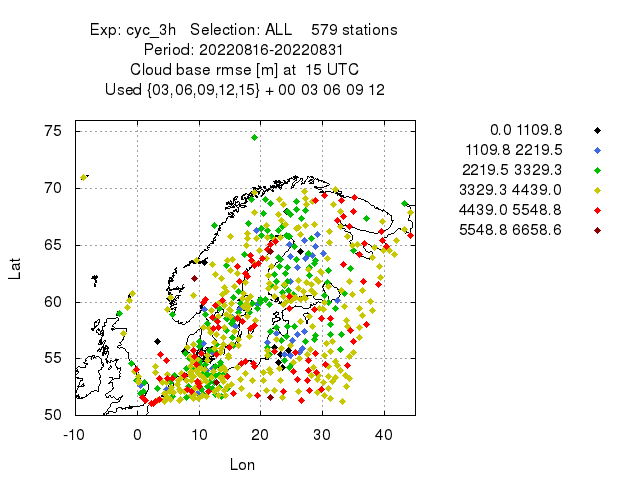 Exp: cyc_3h   Selection: ALL    579 stations
Period: 20220816-20220831
Cloud base rmse [m] at  15 UTC
Used {03,06,09,12,15} + 00 03 06 09 12
0.0 1109.8
1109.8 2219.5
2219.5 3329.3
3329.3 4439.0
4439.0 5548.8
5548.8 6658.6
75
70
65
60
55
50
Lat
-10 0 10 20 30 40
Lon